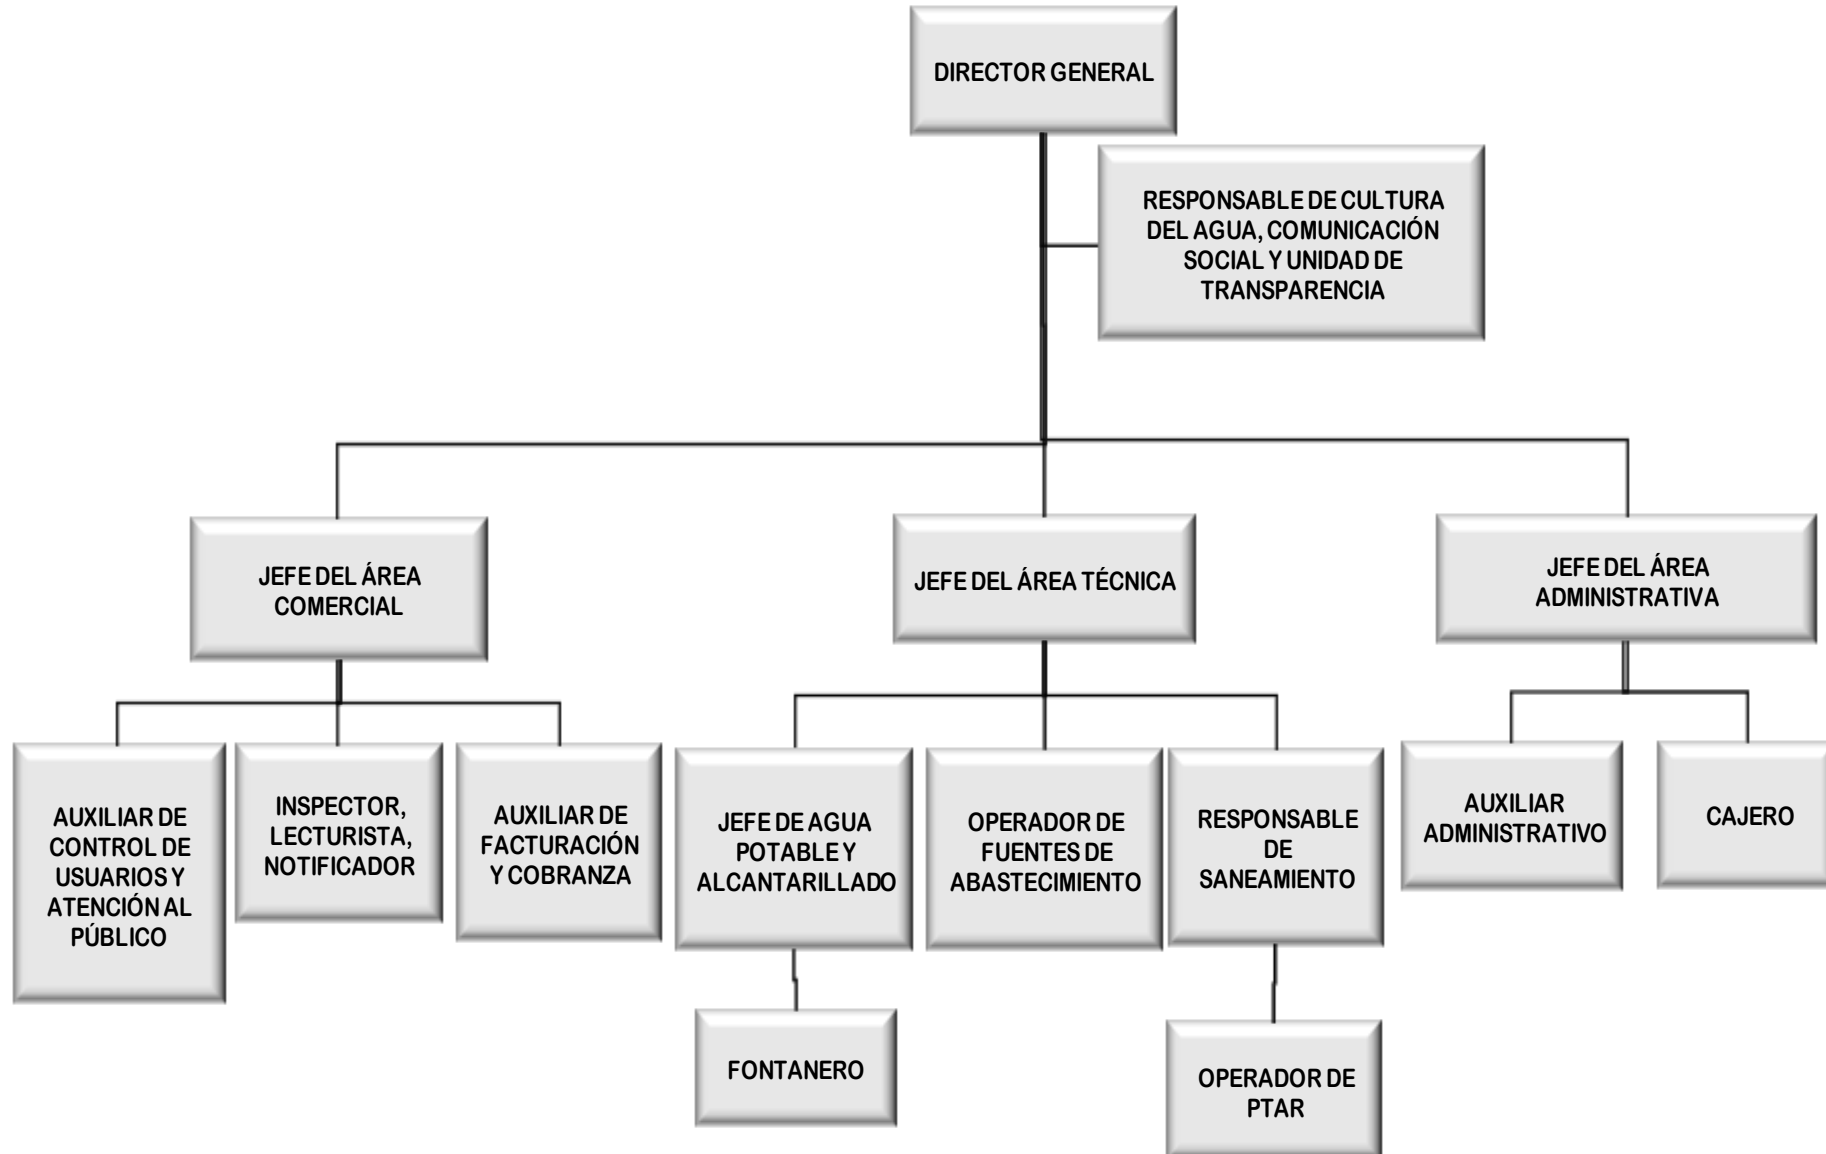 DIRECTOR GENERAL
RESPONSABLE DE CULTURA
DEL AGUA, COMUNICACIÓN
SOCIAL Y UNIDAD DE
TRANSPARENCIA
JEFE DEL ÁREA
COMERCIAL
JEFE DEL ÁREA TÉCNICA
JEFE DEL ÁREA
ADMINISTRATIVA
AUXILIAR DE
CONTROL DE
USUARIOS Y
ATENCIÓN AL
PÚBLICO
INSPECTOR,
LECTURISTA,
NOTIFICADOR
AUXILIAR DE
FACTURACIÓN
Y COBRANZA
JEFE DE AGUA
POTABLE Y
ALCANTARILLADO
OPERADOR DE
FUENTES DE
ABASTECIMIENTO
RESPONSABLE
DE
SANEAMIENTO
AUXILIAR
ADMINISTRATIVO
CAJERO
FONTANERO
OPERADOR DE
PTAR